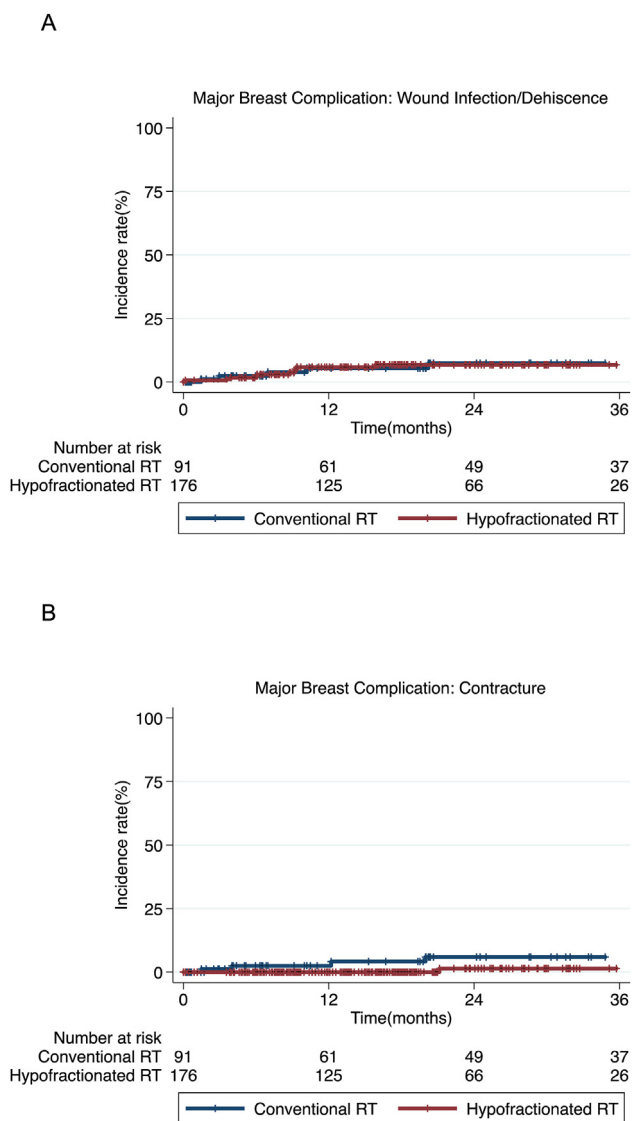 A
Major Breast Complication: Wound Infection/Dehiscence
100
75
50
25
0
Incidence rate(%)
0 12 24 36
Time(months)
Number at risk
Conventional RT 91 61 49 37
Hypofractionated RT 176 125 66 26
Conventional RT Hypofractionated RT
B
Major Breast Complication: Contracture
100
75
50
25
0
Incidence rate(%)
0 12 24 36
Time(months)
Number at risk
Conventional RT 91 61 49 37
Hypofractionated RT 176 125 66 26
Conventional RT Hypofractionated RT